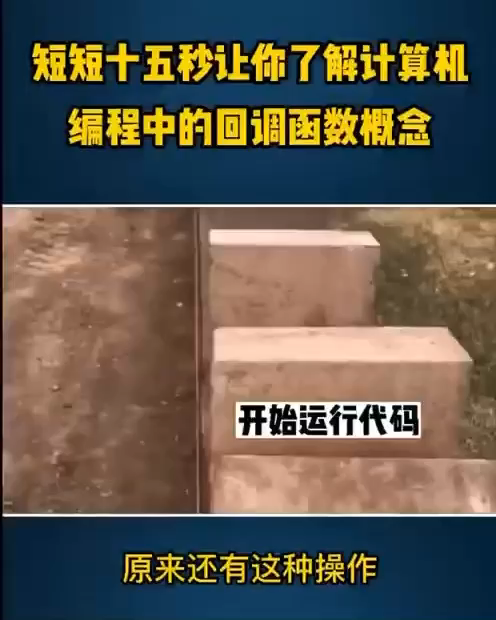 短短十五秒让你了解计算机
编程中的回调函数概念
开始运行代码
原来还有这种操作